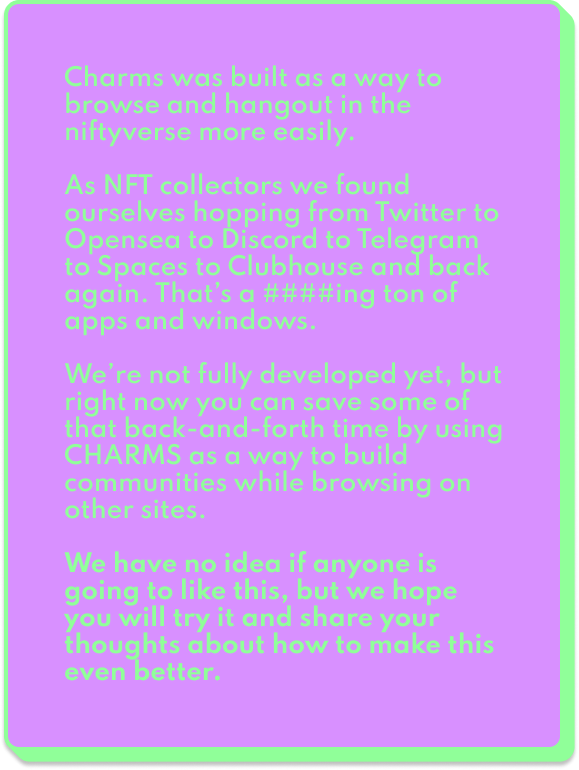 Charms was built as a way to
browse and hangout in the
niftyverse more easily.
As NFT collectors we found
ourselves hopping from Twitter to
Opensea to Discord to Telegram
to Spaces to Clubhouse and back
again. That's a ####ing ton of
apps and windows.
We're not fully developed yet, but
right now you can save some of
that back-and-forth time by using
CHARMS as a way to build
communities while browsing on
other sites.
We have no idea if anyone is
going to like this, but we hope
you will try it and share your
thoughts about how to make this
even better.